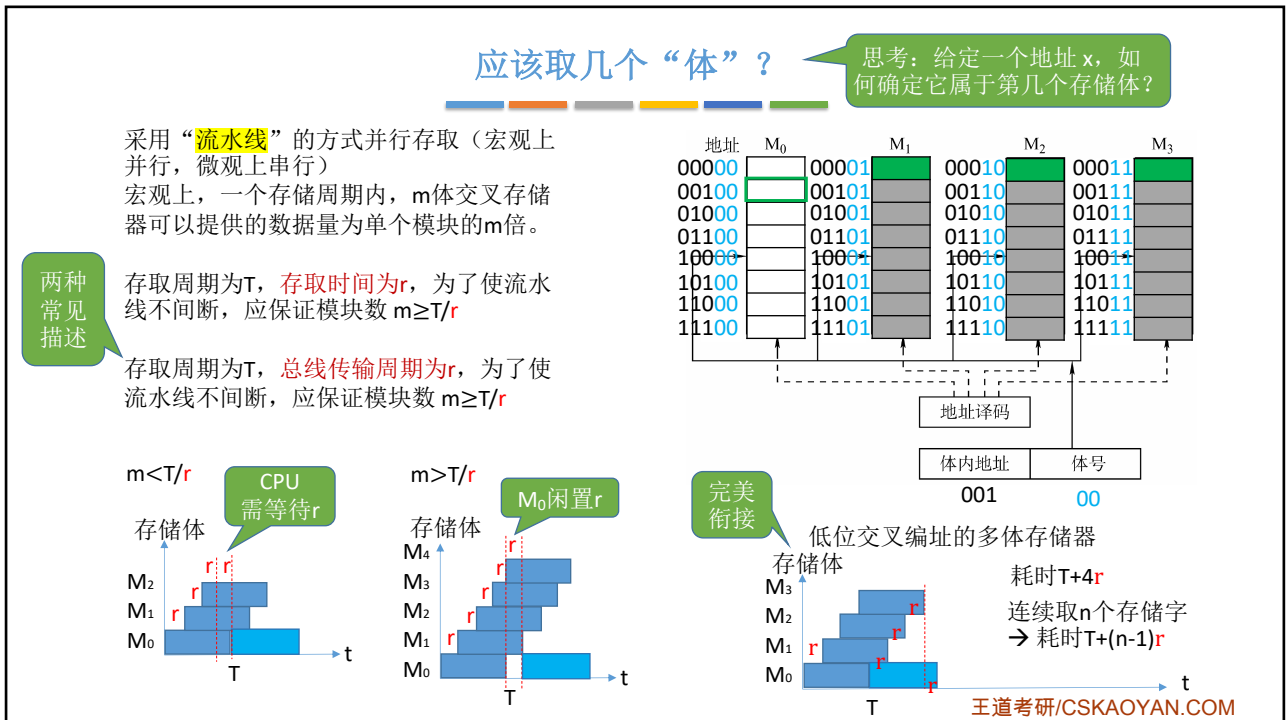 应该取几个“体”？
思考：给定一个地址 x，如
何确定它属于第几个存储体？
采用“流水线”的方式并行存取（宏观上
并行，微观上串行）
宏观上，一个存储周期内，m体交叉存储
器可以提供的数据量为单个模块的m倍。
两种
常见
描述
存取周期为T，存取时间为r，为了使流水
线不间断，应保证模块数 m≥T/r
存取周期为T，总线传输周期为r，为了使
流水线不间断，应保证模块数 m≥T/r
地址 M0 M1 M2 M3
00000 00001 00010 00011
00100 00101 00110 00111
01000 01001 01010 01011
01100 01101 01110 01111
10000 10001 10010 10011
10100 10101 10110 10111
11000 11001 11010 11011
11100 11101 11110 11111
地址译码
体内地址 体号
001 00
低位交叉编址的多体存储器
m<T/r
CPU
需等待r
存储体
r r
M2 r
M1 r
M0
t
T
m>T/r
M0闲置r
存储体
M4 r
M3 r
M2 r
M1 r
M0
t
T
完美
衔接
存储体
M3 r
M2
M1 r r
M0 r
t
T
耗时T+4r
连续取n个存储字
→ 耗时T+(n-1)r
王道考研/CSKAOYAN.COM